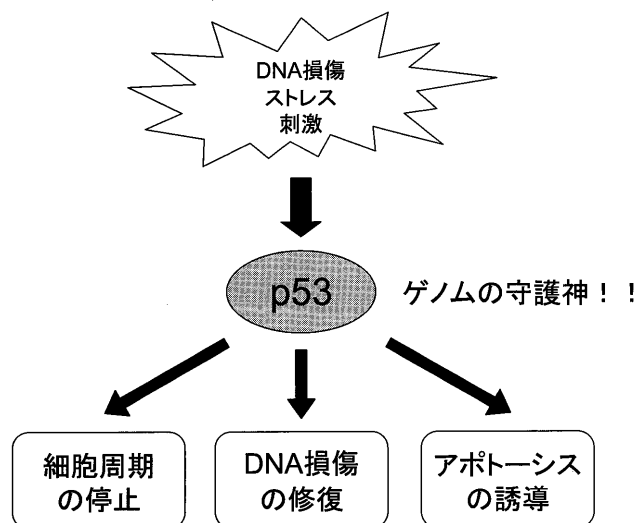 DNA損傷
ストレス
刺激
p53
ゲノムの守護神！！
細胞周期
の停止
DNA損傷
の修復
アポトーシス
の誘導